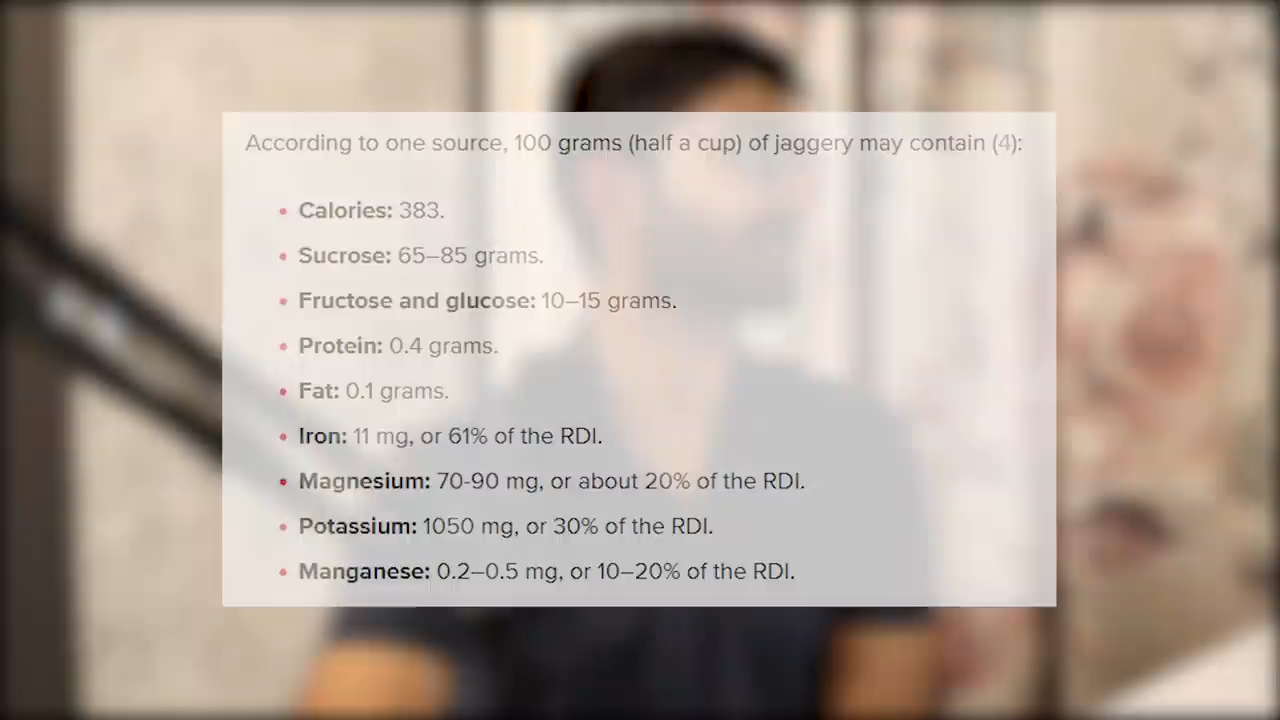 According to one source, 100 grams (half a cup) of jaggery may contain (4):
• Calories: 383.
• Sucrose: 65–85 grams.
• Fructose and glucose: 10–15 grams.
• Protein: 0.4 grams.
• Fat: 0.1 grams.
• Iron: 11 mg, or 61% of the RDI.
• Magnesium: 70-90 mg, or about 20% of the RDI.
• Potassium: 1050 mg, or 30% of the RDI.
• Manganese: 0.2–0.5 mg, or 10–20% of the RDI.